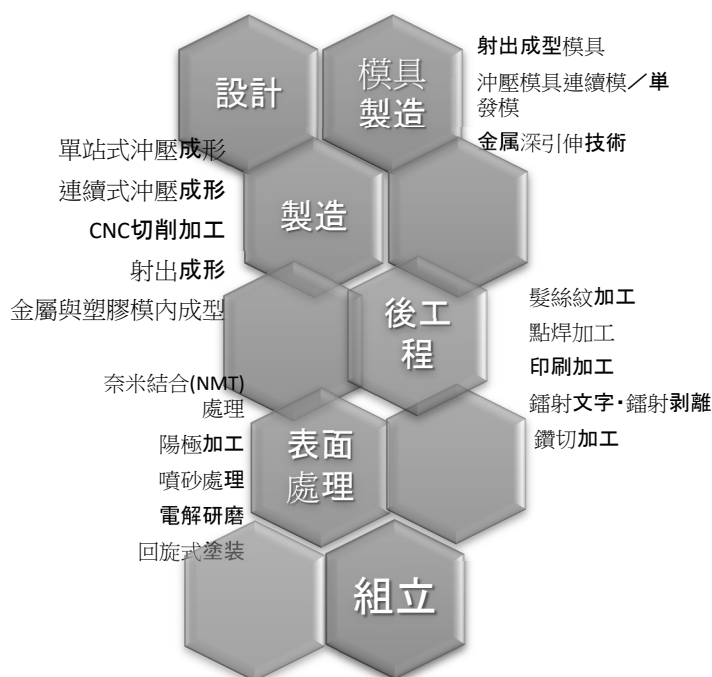 設計
模具
製造
射出成型模具
沖壓模具連續模／単
發模
金属深引伸技術
單站式沖壓成形
連續式沖壓成形
CNC切削加工
射出成形
金屬與塑膠模內成型
製造
後工
程
髮絲紋加工
點焊加工
印刷加工
鐳射文字・鐳射剥離
鑽切加工
奈米結合(NMT)
處理
陽極加工
噴砂處理
電解研磨
回旋式塗装
表面
處理
組立